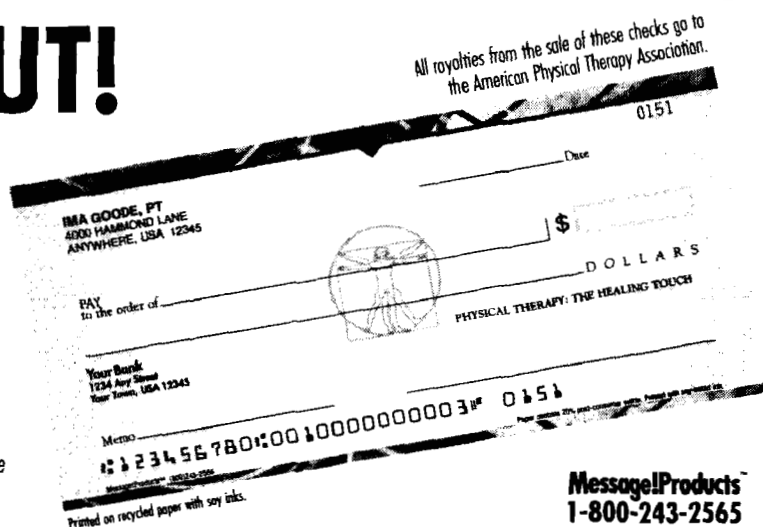 UT!
All royalties from the sale of these checks go to
the American Physical Therapy Association.
0151
Date
IMA GOODE, PT
4000 HAMMOND LANE
ANYWHERE, USA 12345
$
PAY
to the order of
DOLLARS
PHYSICAL THERAPY: THE HEALING TOUCH
Your Bank
1234 Any Street
Your Town, USA 12345
Memo
⑆123456780⑆001000000003⑈ 0151
Printed on recycled paper with soy inks.
Message!Products™
1-800-243-2565